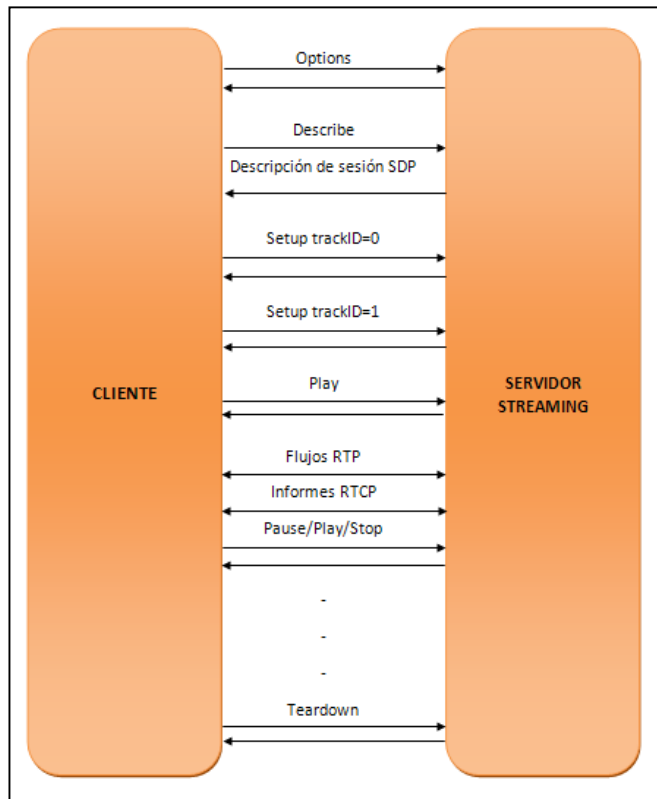 Options
Describe
Descripción de sesión SDP
Setup trackID=0
Setup trackID=1
CLIENTE
Play
SERVIDOR
STREAMING
Flujos RTP
Informes RTCP
Pause/Play/Stop
-
-
-
Teardown